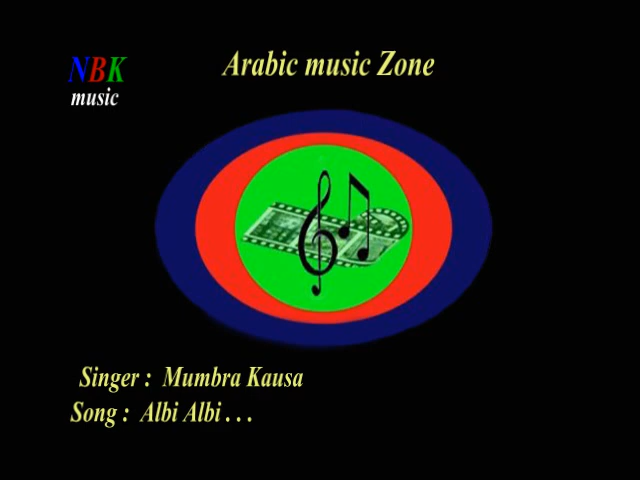 NBK
music
Arabic music Zone
Singer : Mumbra Kausa
Song : Albi Albi . . .